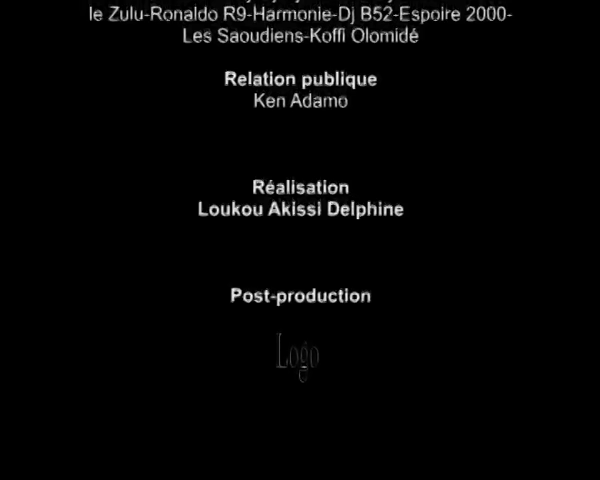 le Zulu-Ronaldo R9-Harmonie-Dj B52-Espoire 2000-
Les Saoudiens-Koffi Olomidé
Relation publique
Ken Adamo
Réalisation
Loukou Akissi Delphine
Post-production
Logo